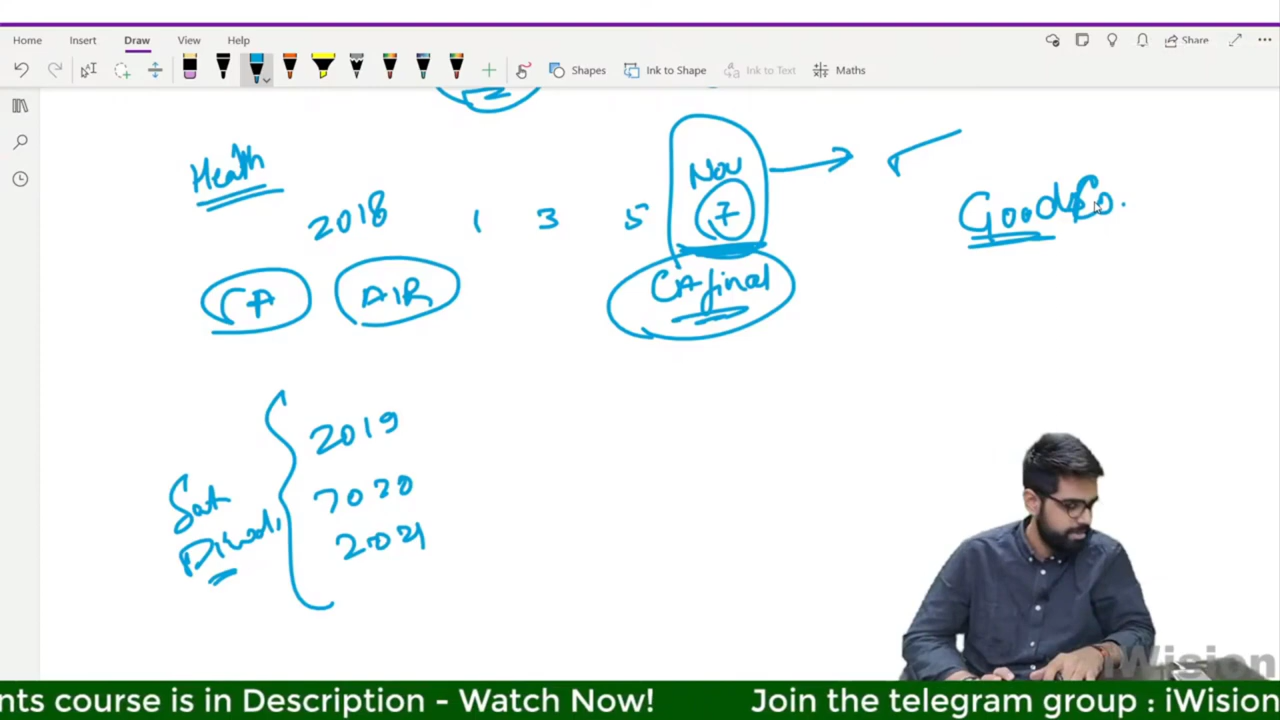 Home Insert Draw View Help
Share
Shapes Ink to Shape Ink to Text Maths
Health
Nov
2018 1 3 5 7
Good Co.
CA AIR CA final
2019
2020
2021
Sat
Diwali
iWision
nts course is in Description - Watch Now! Join the telegram group : iWision